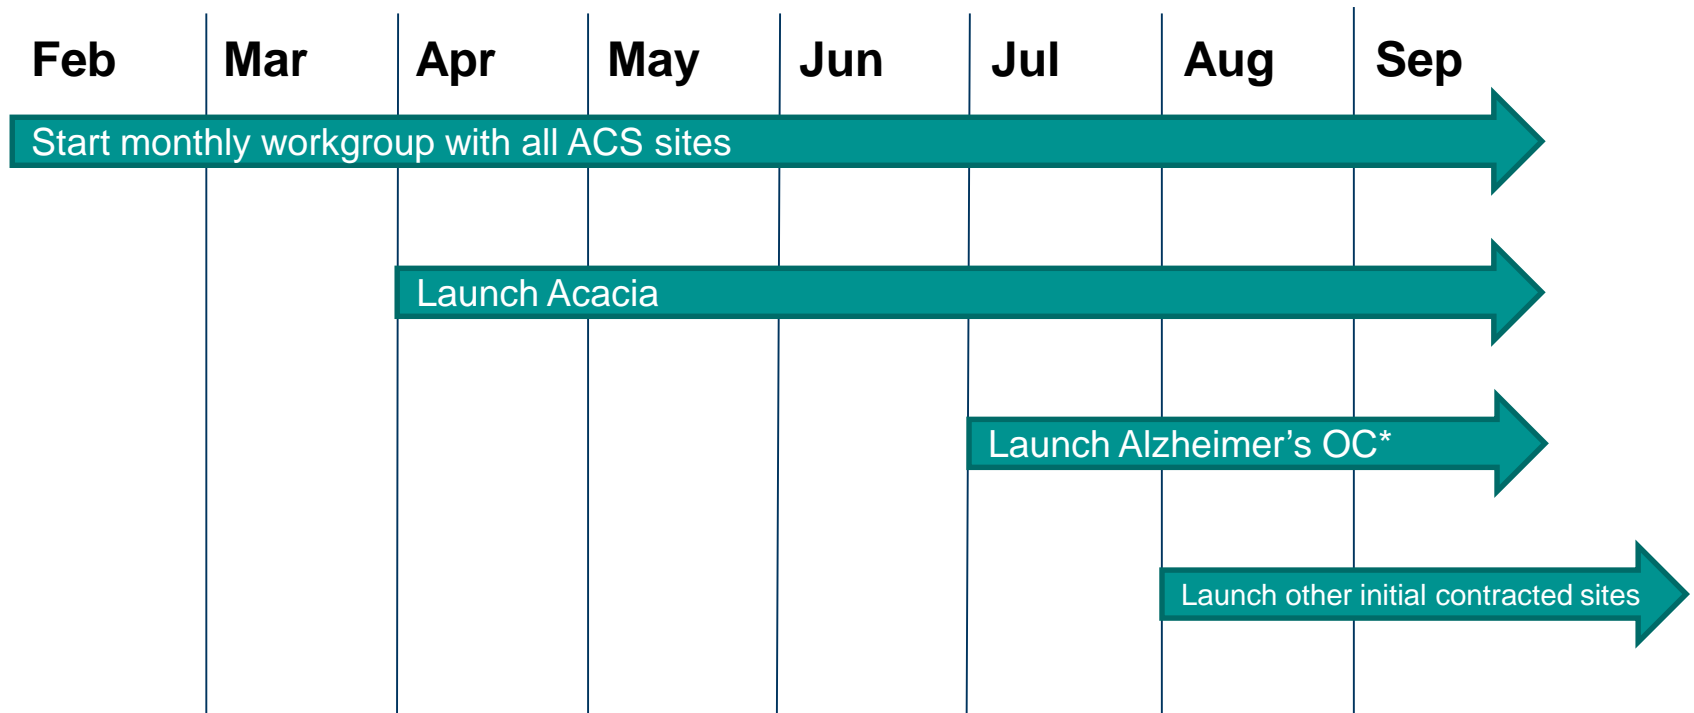 Feb Mar Apr May Jun Jul Aug Sep
Start monthly workgroup with all ACS sites
Launch Acacia
Launch Alzheimer’s OC*
Launch other initial contracted sites